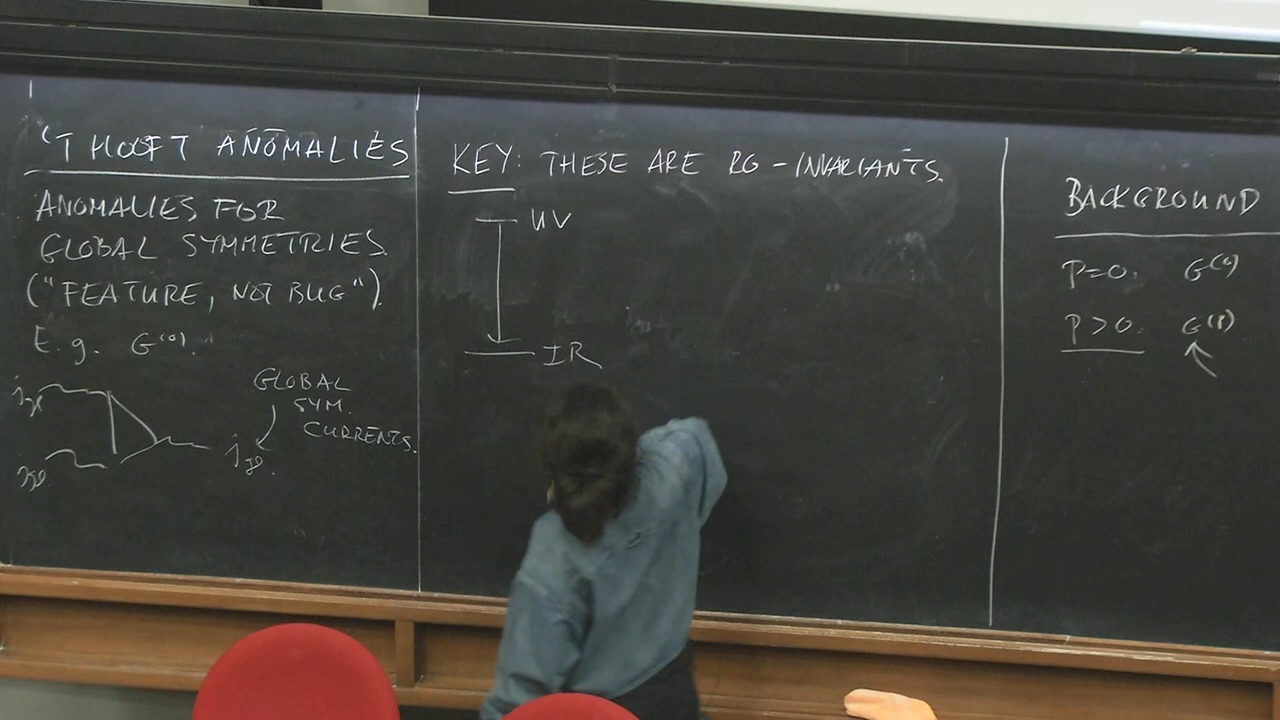 'T HOOFT ANOMALIES
ANOMALIES FOR
GLOBAL SYMMETRIES.
("FEATURE, NOT BUG").
E.g. G⁽⁰⁾.
GLOBAL
SYM.
CURRENTS.
KEY: THESE ARE RG-INVARIANTS.
UV
IR
BACKGROUND
P=0. G⁽⁰⁾
P>0. G⁽ᴾ⁾